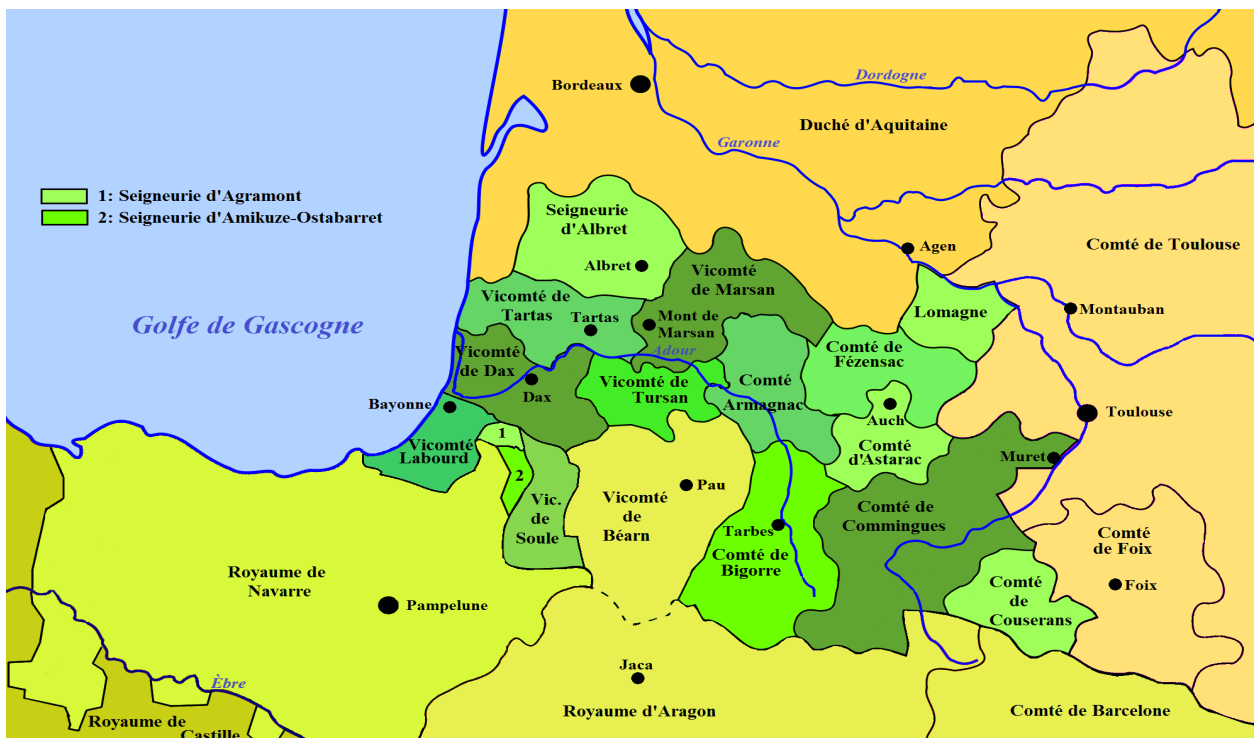 Dordogne
Bordeaux
Duché d'Aquitaine
Garonne
1: Seigneurie d'Agramont
2: Seigneurie d'Amikuze-Ostabarret
Seigneurie
d'Albret
Albret
Agen
Comté de Toulouse
Vicomté
de Marsan
Vicomté de
Tartas
Tartas
Mont de
Marsan
Lomagne
Montauban
Golfe de Gascogne
Vicomté
de Dax
Dax
Adour
Comté de
Fézensac
Vicomté de
Tursan
Comté
Armagnac
Auch
Toulouse
Bayonne
Vicomté
Labourd
1
2
Comté
d'Astarac
Muret
Vic.
de
Soule
Vicomté
de
Béarn
Pau
Comté de
Commingues
Tarbes
Comté de
Bigorre
Comté
de Foix
Foix
Comté
de
Couserans
Royaume de
Navarre
Pampelune
Jaca
Èbre
Royaume d'Aragon
Comté de Barcelone
Royaume de
Castille